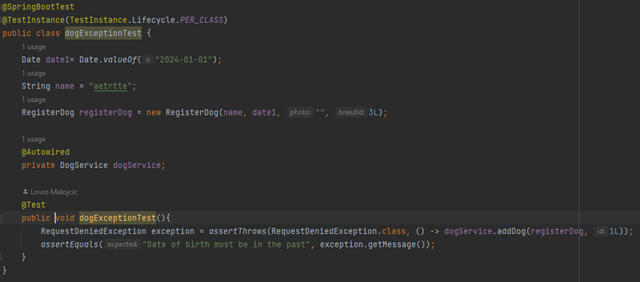 @SpringBootTest
@TestInstance(TestInstance.Lifecycle.PER_CLASS)
public class dogExceptionTest {
1 usage
Date date1= Date.valueOf( s: "2024-01-01");
1 usage
String name = "aetrtte";
1 usage
RegisterDog registerDog = new RegisterDog(name, date1, photo: "", breedId: 3L);
1 usage
@Autowired
private DogService dogService;
Lovro Malojcic
@Test
public void dogExceptionTest(){
RequestDeniedException exception = assertThrows(RequestDeniedException.class, () -> dogService.addDog(registerDog, id: 1L));
assertEquals( expected: "Date of birth must be in the past", exception.getMessage());
}
}